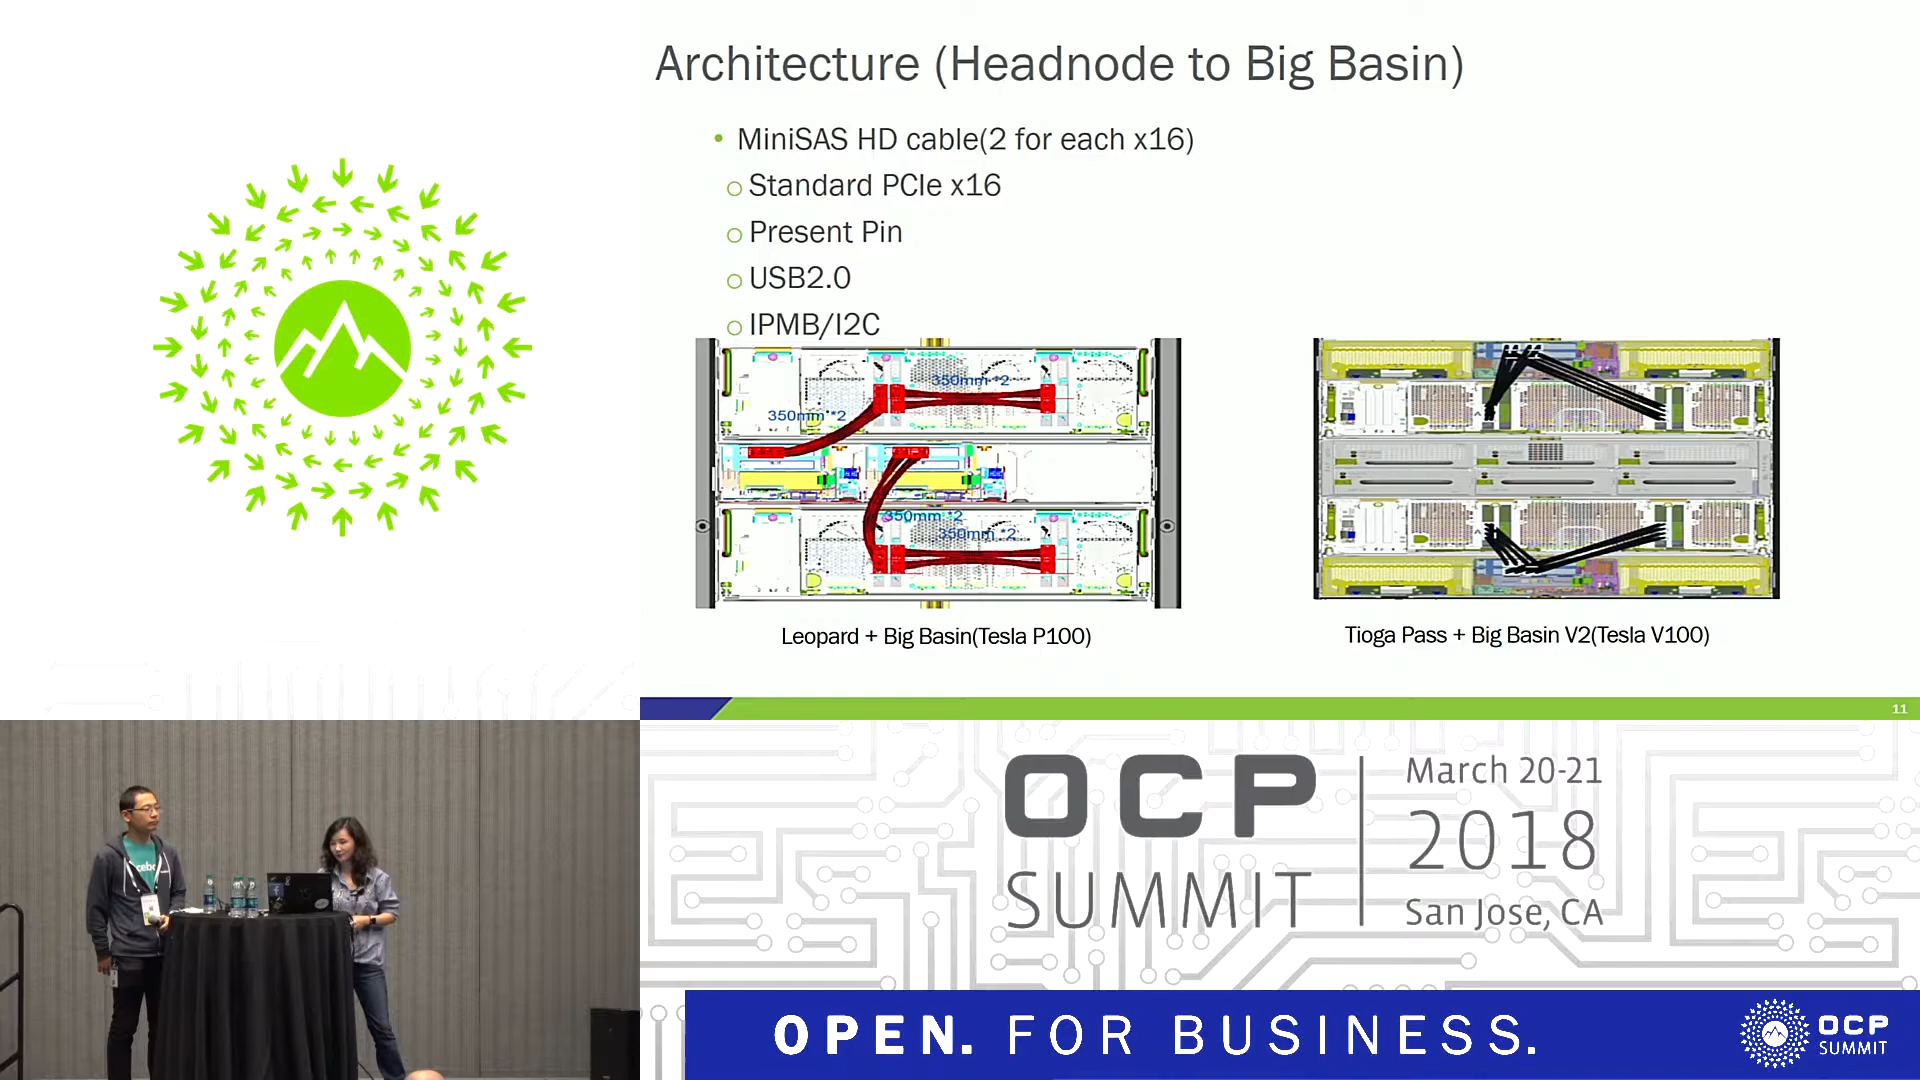 Architecture (Headnode to Big Basin)
• MiniSAS HD cable(2 for each x16)
o Standard PCIe x16
o Present Pin
o USB2.0
o IPMB/I2C
350mm *2
350mm *2
350mm *2
350mm *2
Leopard + Big Basin(Tesla P100)
Tioga Pass + Big Basin V2(Tesla V100)
11
OCP
SUMMIT
March 20-21
2018
San Jose, CA
OPEN. FOR BUSINESS.
OCP
SUMMIT